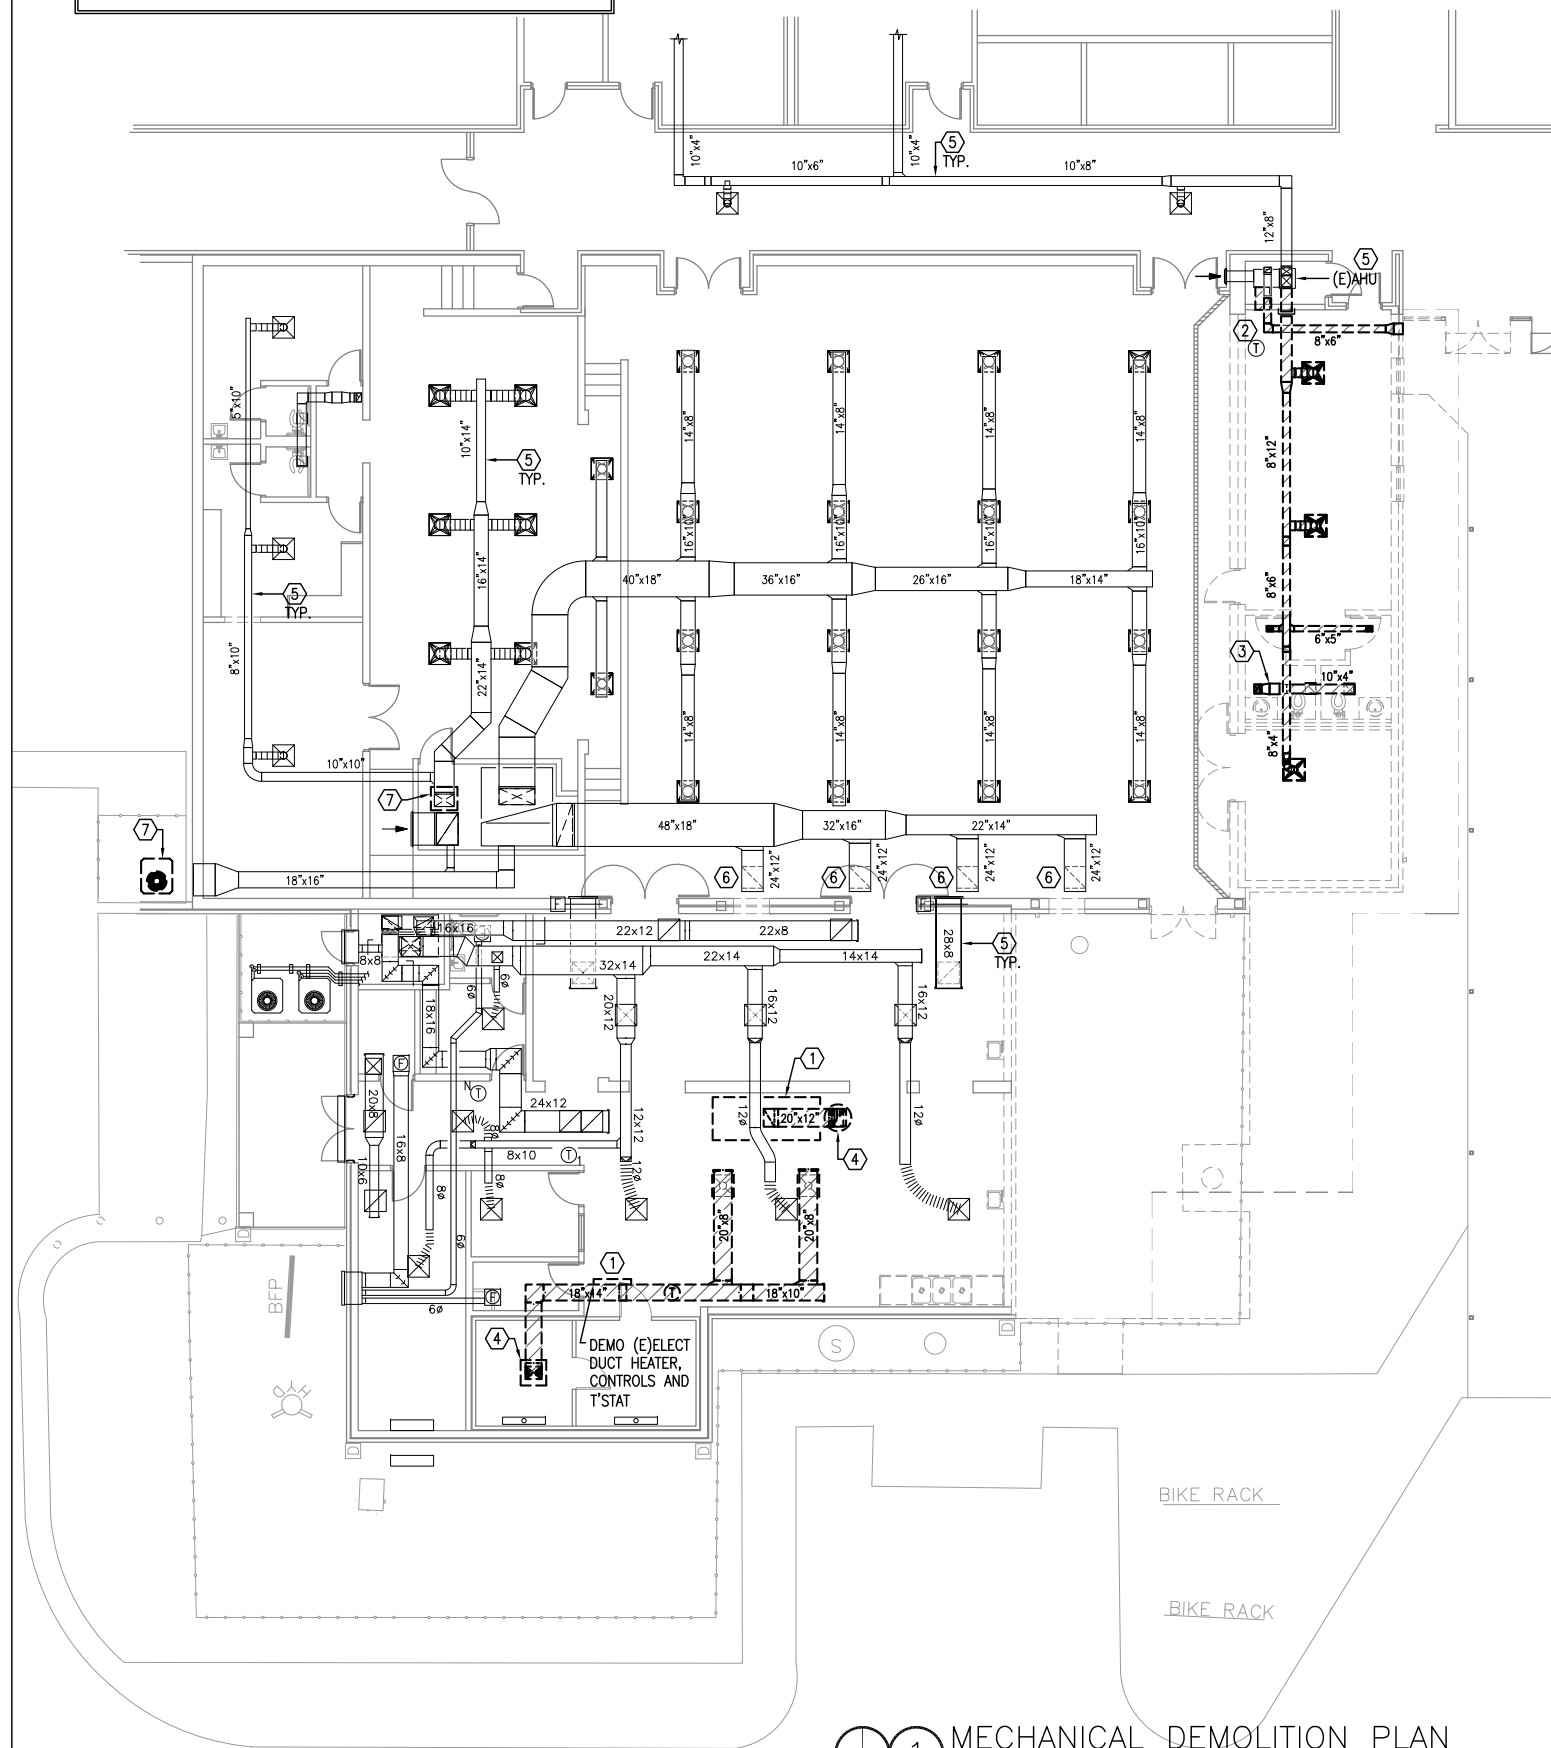 10"x4"
10"x4"
5
TYP.
10"x6"
10"x8"
12"x8"
5
(E)AHU
2
T
8"x6"
5"x10"
10"x14"
5
TYP.
14"x8"
14"x8"
14"x8"
14"x8"
8"x12"
16"x10"
16"x10"
16"x10"
16"x10"
16"x14"
40"x18"
36"x16"
26"x16"
18"x14"
8"x6"
5
TYP.
6"x5"
8"x10"
22"x14"
3
10"x4"
14"x8"
14"x8"
14"x8"
14"x8"
8"x4"
10"x10"
7
7
48"x18"
32"x16"
22"x14"
18"x16"
6
24"x12"
6
24"x12"
6
24"x12"
6
24"x12"
F
F
16x16
22x12
22x8
28x8
5
TYP.
8x8
32x14
22x14
14x14
6ø
6ø
18x16
20x12
16x12
16x12
F
1
N
T
20x8
24x12
12x12
12ø
20"x12"
12ø
4
16x8
8ø
8x10
T
1
10x6
8ø
8ø
12ø
20"x8"
20"x8"
6ø
1
18"x14"
T
18"x10"
F
6ø
BFP
4
DEMO (E)ELECT
DUCT HEATER,
CONTROLS AND
T'STAT
S
D
D
HYD
D
D
BIKE RACK
BIKE RACK
1
MECHANICAL DEMOLITION PLAN